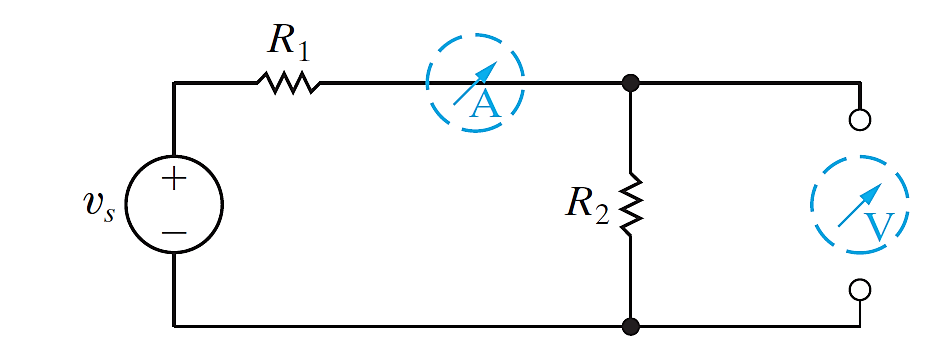 R1
A
+
vs
−
R2
V